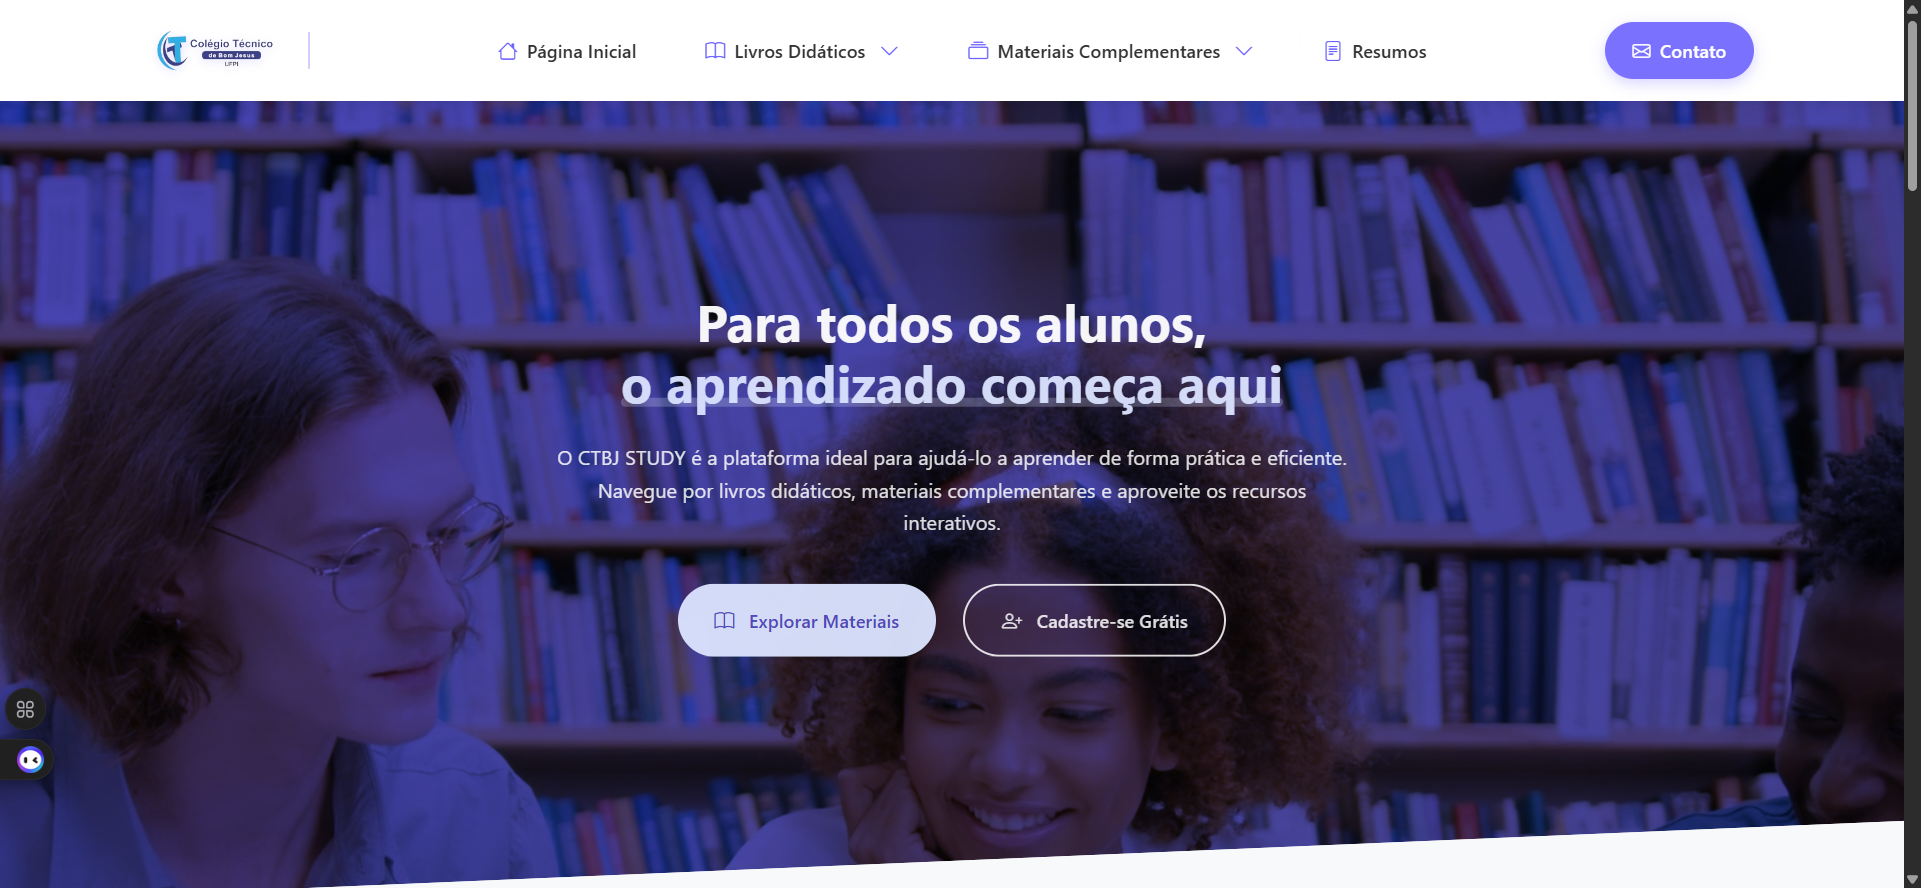 Colégio Técnico
de Bom Jesus
UFPI
Página Inicial
Livros Didáticos
Materiais Complementares
Resumos
Contato
Para todos os alunos,
o aprendizado começa aqui
O CTBJ STUDY é a plataforma ideal para ajudá-lo a aprender de forma prática e eficiente.
Navegue por livros didáticos, materiais complementares e aproveite os recursos
interativos.
Explorar Materiais
Cadastre-se Grátis